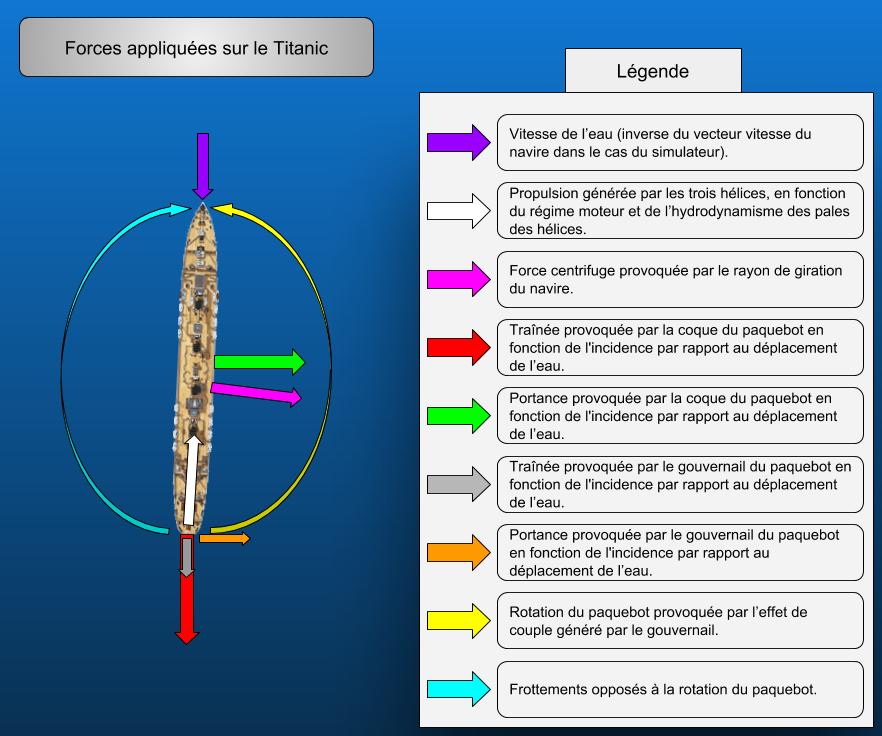 Forces appliquées sur le Titanic
Légende
Vitesse de l’eau (inverse du vecteur vitesse du
navire dans le cas du simulateur).
Propulsion générée par les trois hélices, en fonction
du régime moteur et de l’hydrodynamisme des pales
des hélices.
Force centrifuge provoquée par le rayon de giration
du navire.
Traînée provoquée par la coque du paquebot en
fonction de l'incidence par rapport au déplacement
de l’eau.
Portance provoquée par la coque du paquebot en
fonction de l'incidence par rapport au déplacement
de l’eau.
Traînée provoquée par le gouvernail du paquebot en
fonction de l'incidence par rapport au déplacement
de l’eau.
Portance provoquée par le gouvernail du paquebot
en fonction de l'incidence par rapport au
déplacement de l’eau.
Rotation du paquebot provoquée par l’effet de
couple généré par le gouvernail.
Frottements opposés à la rotation du paquebot.